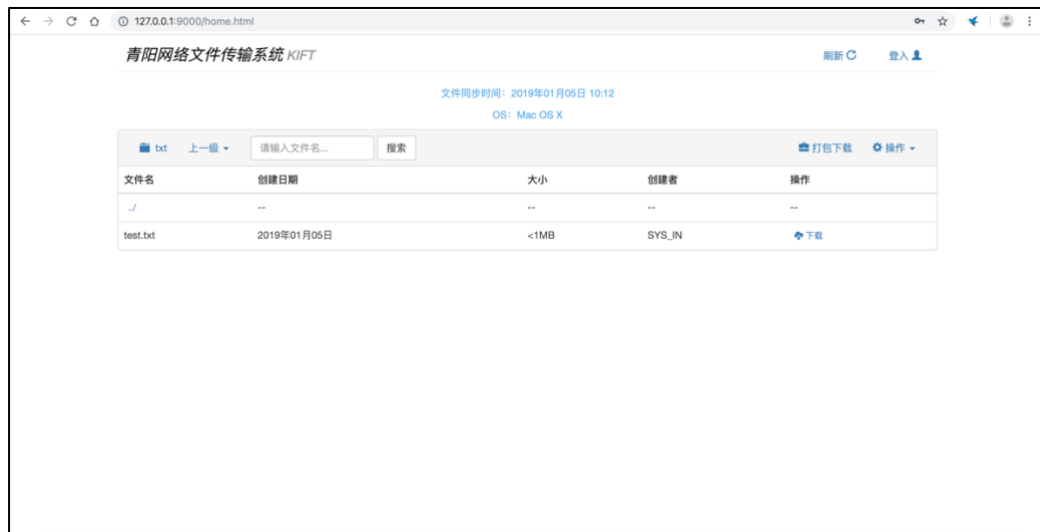 127.0.0.1:9000/home.html
青阳网络文件传输系统 KIFT 刷新 登入
文件同步时间：2019年01月05日 10:12
OS：Mac OS X
txt 上一级 请输入文件名... 搜索 打包下载 操作
文件名 创建日期 大小 创建者 操作
../ -- -- -- --
test.txt 2019年01月05日 <1MB SYS_IN 下载